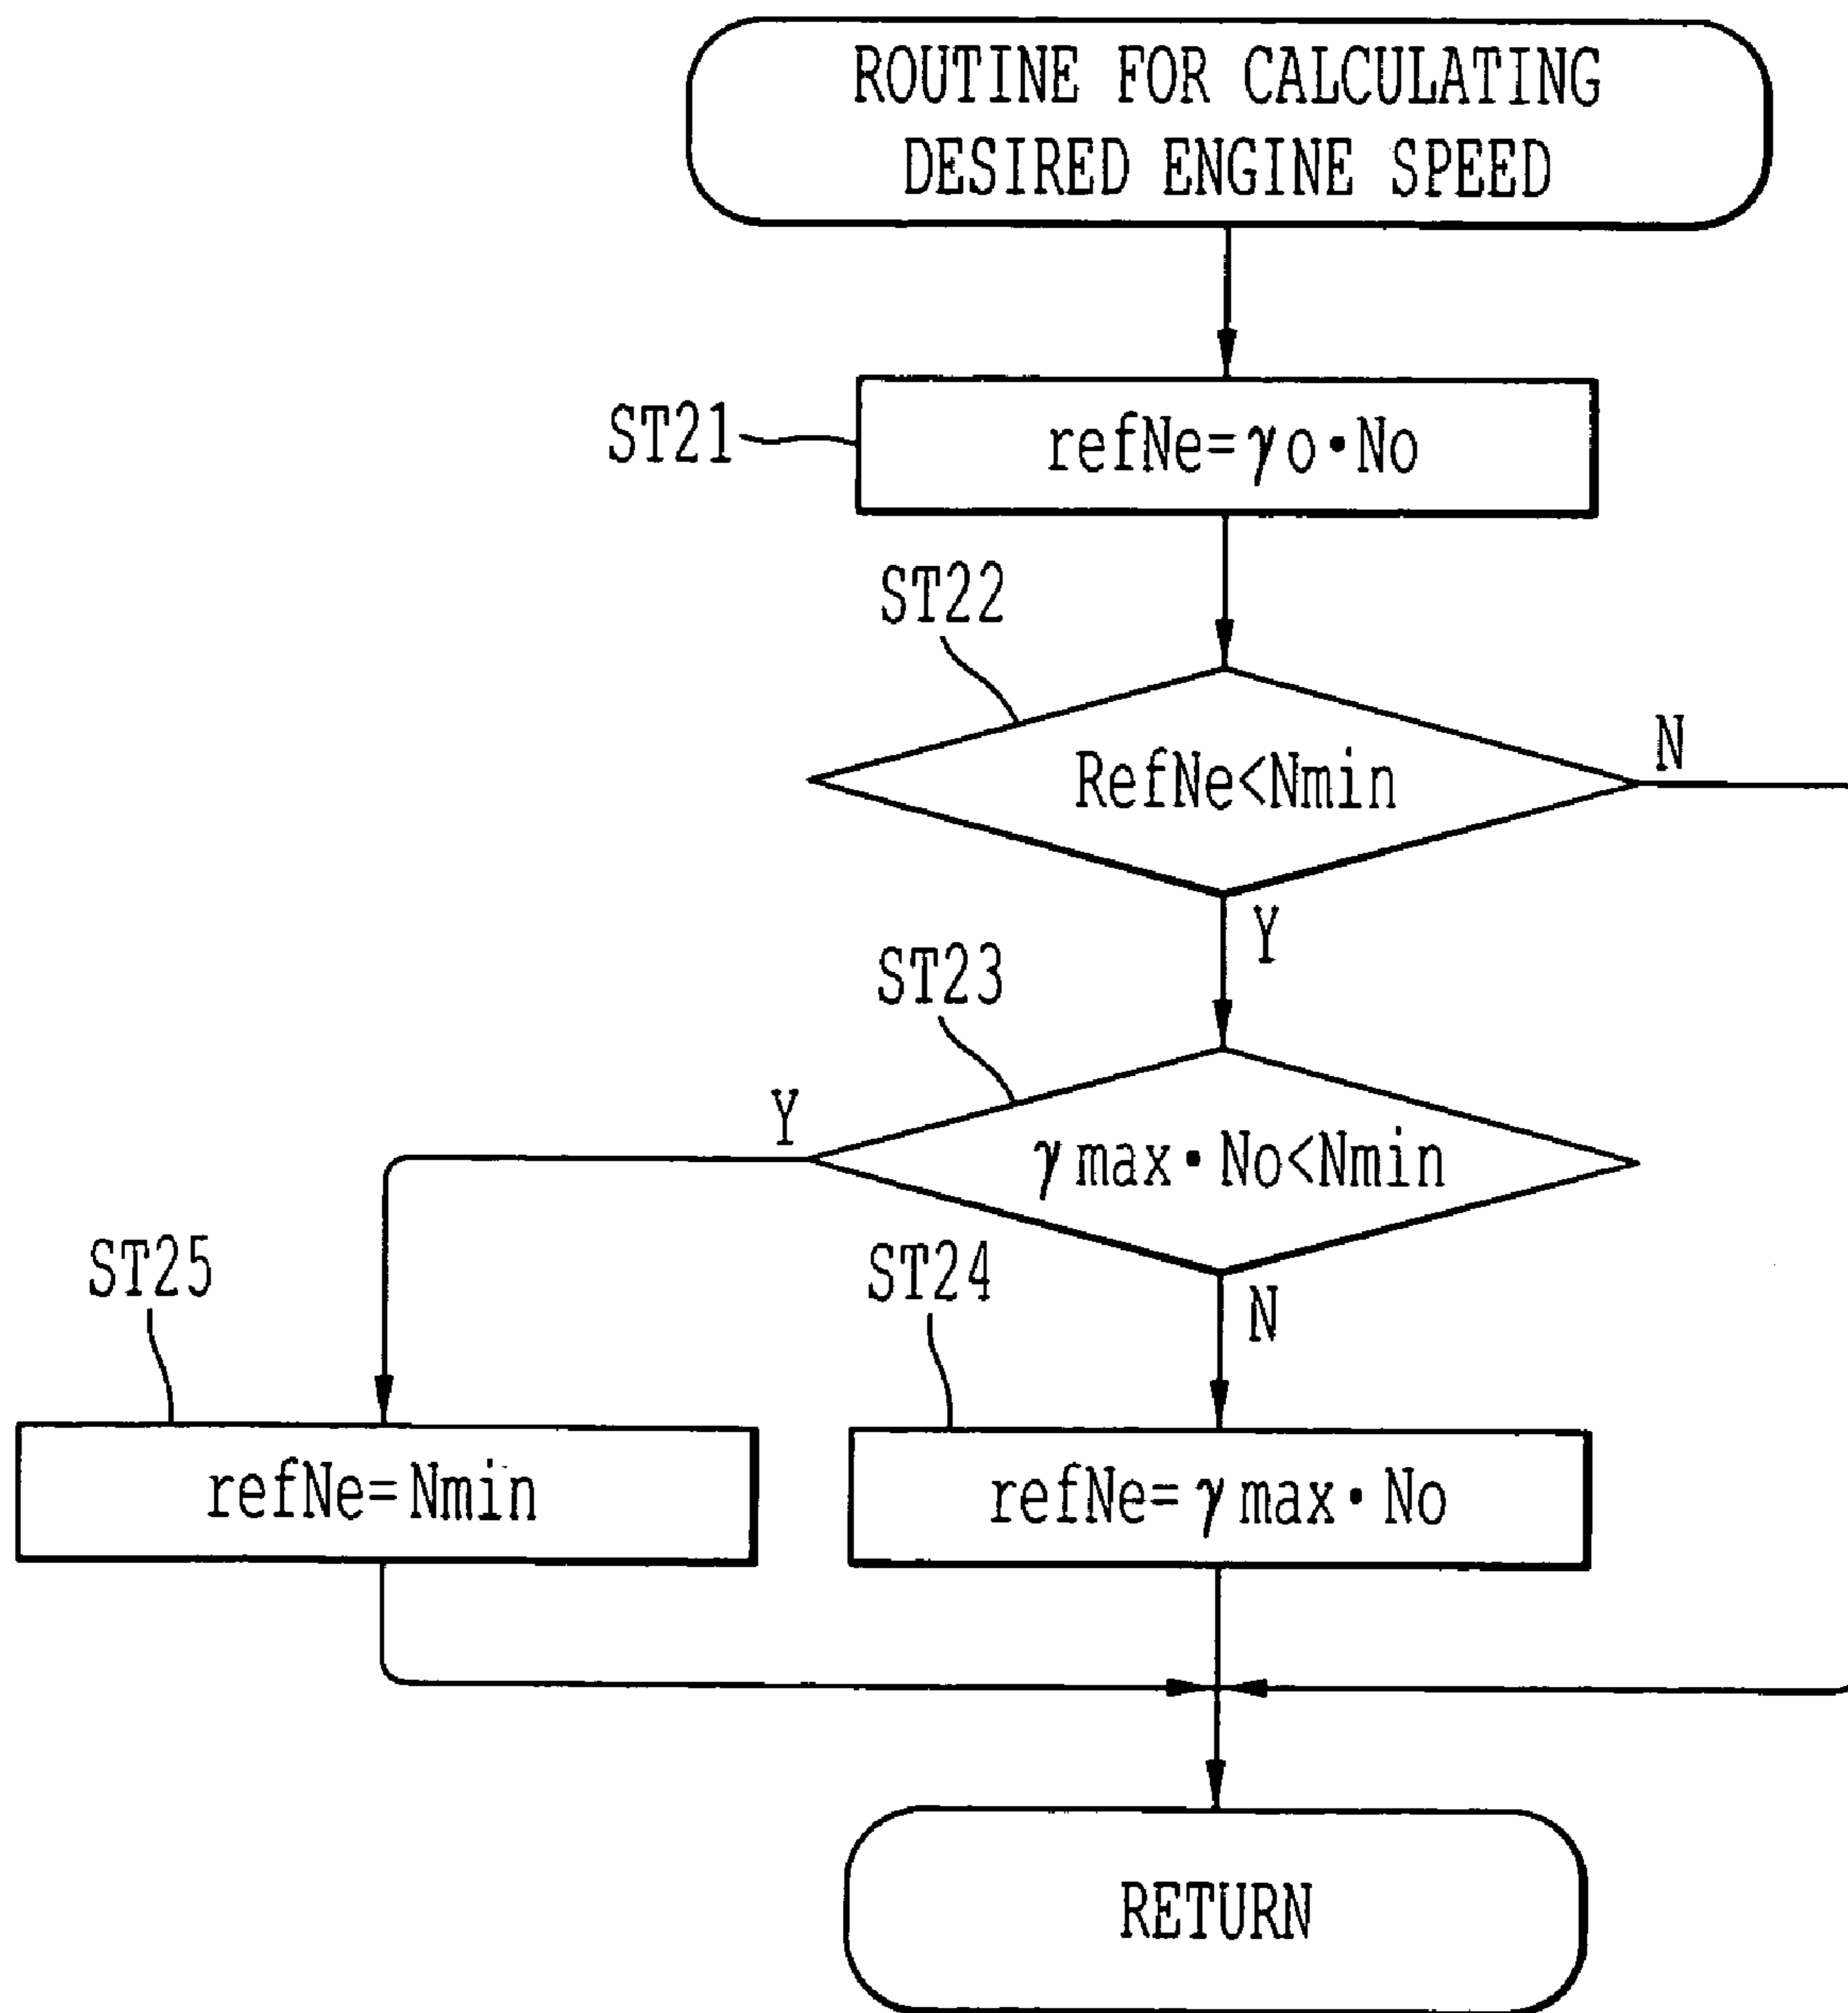 ROUTINE FOR CALCULATING
DESIRED ENGINE SPEED
ST21
refNe=γo•No
ST22
RefNe<Nmin
N
Y
ST23
Y
γmax•No<Nmin
ST25
ST24
N
refNe=Nmin
refNe=γmax•No
RETURN